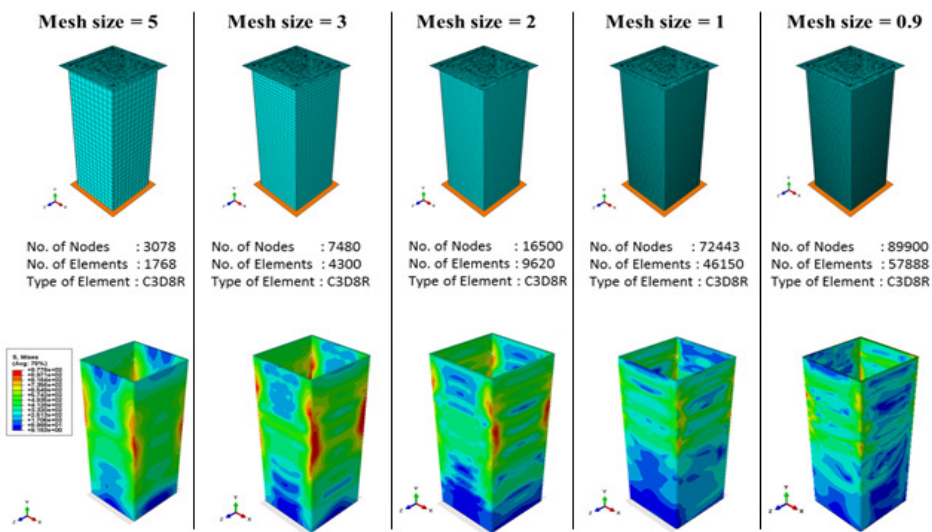 Mesh size = 5
No. of Nodes : 3078
No. of Elements : 1768
Type of Element : C3D8R
Mesh size = 3
No. of Nodes : 7480
No. of Elements : 4300
Type of Element : C3D8R
Mesh size = 2
No. of Nodes : 16500
No. of Elements : 9620
Type of Element : C3D8R
Mesh size = 1
No. of Nodes : 72443
No. of Elements : 46150
Type of Element : C3D8R
Mesh size = 0.9
No. of Nodes : 89900
No. of Elements : 57888
Type of Element : C3D8R
S, Mises
(Avg: 75%)